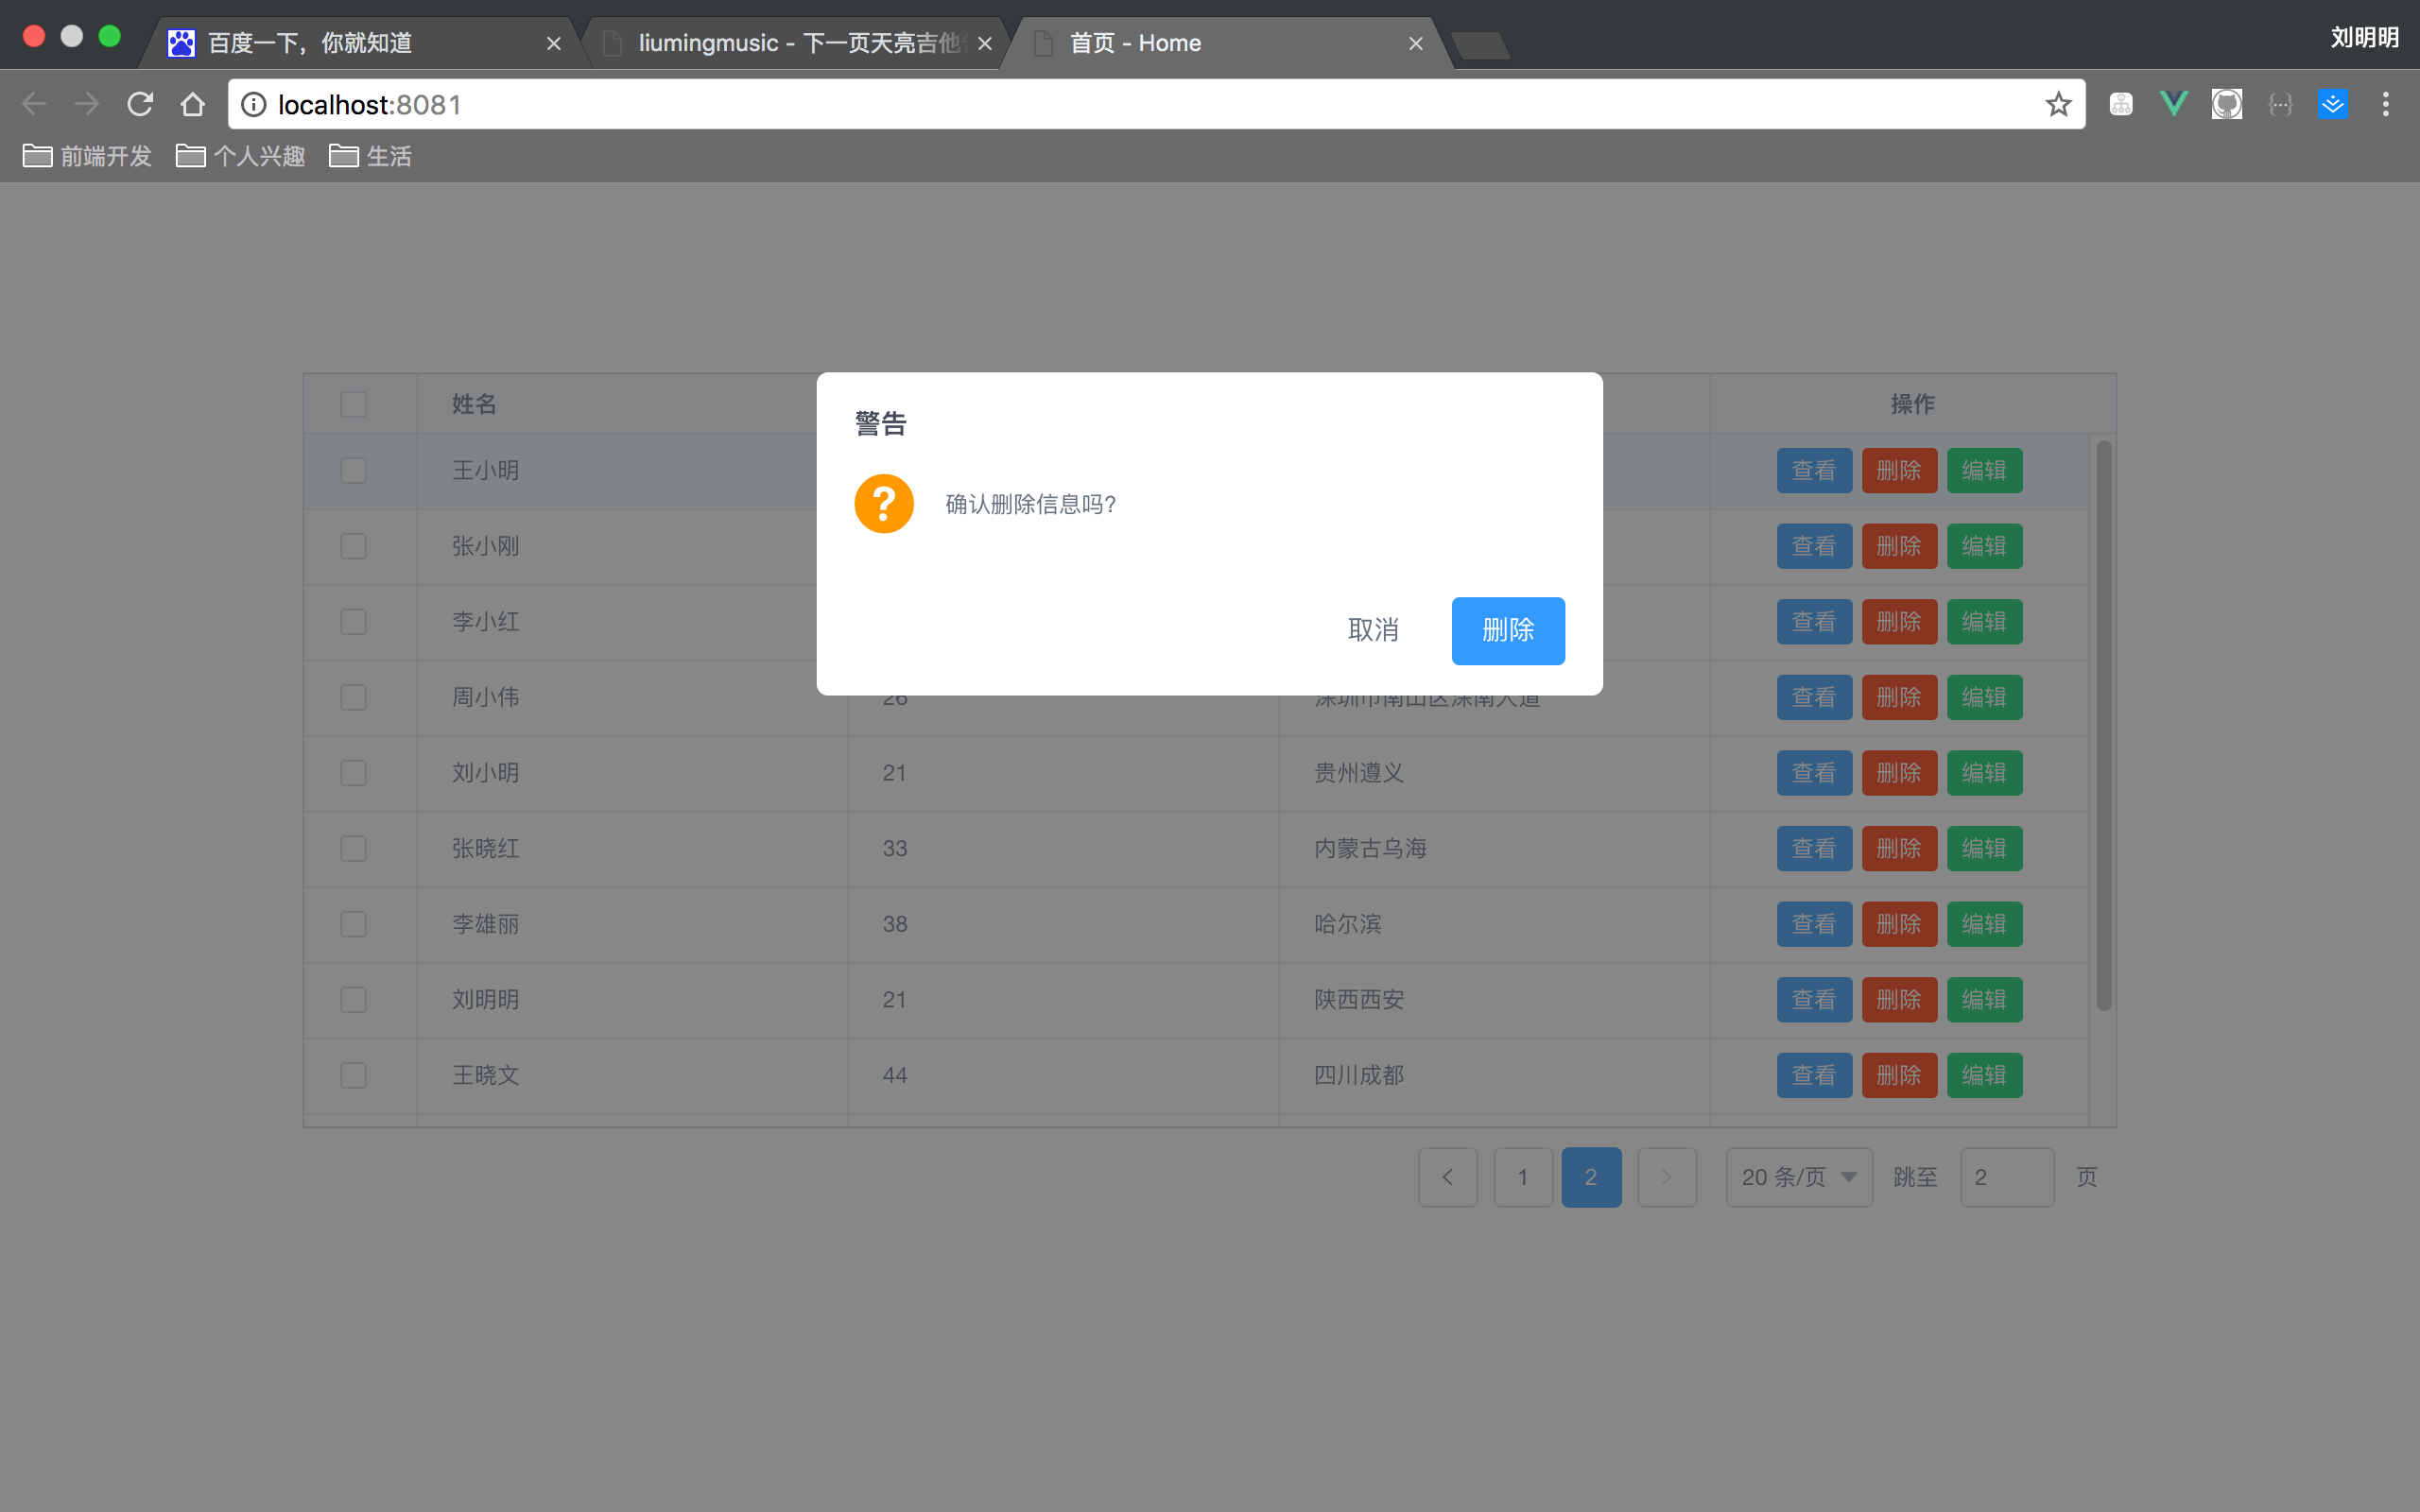 百度一下，你就知道
liumingmusic - 下一页天亮吉他
首页 - Home
刘明明
localhost:8081
前端开发 个人兴趣 生活
姓名 操作
警告
王小明 查看 删除 编辑
确认删除信息吗?
张小刚 查看 删除 编辑
李小红 查看 删除 编辑
取消 删除
周小伟 26 深圳市南山区深南大道 查看 删除 编辑
刘小明 21 贵州遵义 查看 删除 编辑
张晓红 33 内蒙古乌海 查看 删除 编辑
李雄丽 38 哈尔滨 查看 删除 编辑
刘明明 21 陕西西安 查看 删除 编辑
王晓文 44 四川成都 查看 删除 编辑
1 2 20 条/页 跳至 2 页